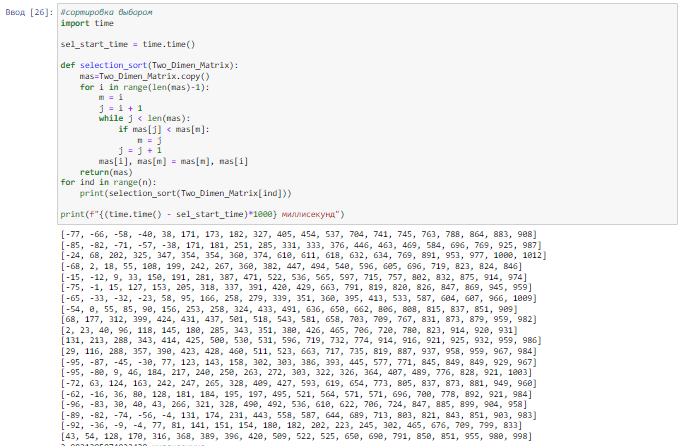 Ввод [26]: #сортировка выбором
import time
sel_start_time = time.time()
def selection_sort(Two_Dimen_Matrix):
mas=Two_Dimen_Matrix.copy()
for i in range(len(mas)-1):
m = i
j = i + 1
while j < len(mas):
if mas[j] < mas[m]:
m = j
j = j + 1
mas[i], mas[m] = mas[m], mas[i]
return(mas)
for ind in range(n):
print(selection_sort(Two_Dimen_Matrix[ind]))
print(f"{(time.time() - sel_start_time)*1000} миллисекунд")
[-77, -66, -58, -40, 38, 171, 173, 182, 327, 405, 454, 537, 704, 741, 745, 763, 788, 864, 883, 908]
[-85, -82, -71, -57, -38, 171, 181, 251, 285, 331, 333, 376, 446, 463, 469, 584, 696, 769, 925, 987]
[-24, 68, 202, 325, 347, 354, 354, 360, 374, 610, 611, 618, 632, 634, 769, 891, 953, 977, 1000, 1012]
[-68, 2, 18, 55, 108, 199, 242, 267, 360, 382, 447, 494, 540, 596, 605, 696, 719, 823, 824, 846]
[-15, -12, 9, 33, 150, 191, 281, 387, 471, 522, 536, 565, 597, 715, 757, 802, 832, 875, 914, 974]
[-75, -1, 15, 127, 153, 205, 318, 337, 391, 420, 429, 663, 791, 819, 820, 826, 847, 869, 945, 959]
[-65, -33, -32, -23, 58, 95, 166, 258, 279, 339, 351, 360, 395, 413, 533, 587, 604, 607, 966, 1009]
[-54, 0, 55, 85, 90, 156, 253, 258, 324, 433, 491, 636, 650, 662, 806, 808, 815, 837, 851, 909]
[68, 177, 312, 399, 424, 431, 437, 501, 518, 543, 581, 658, 703, 709, 767, 831, 873, 879, 959, 982]
[2, 23, 40, 96, 118, 145, 180, 285, 343, 351, 380, 426, 465, 706, 720, 780, 823, 914, 920, 931]
[131, 213, 288, 343, 414, 425, 500, 530, 531, 596, 719, 732, 774, 914, 916, 921, 925, 932, 959, 986]
[29, 116, 288, 357, 390, 423, 428, 460, 511, 523, 663, 717, 735, 819, 887, 937, 958, 959, 967, 984]
[-95, -87, -45, -30, 77, 123, 143, 158, 302, 303, 386, 393, 445, 577, 771, 845, 849, 849, 929, 967]
[-95, -80, 9, 46, 184, 217, 240, 250, 263, 272, 303, 322, 326, 364, 407, 489, 776, 828, 921, 1003]
[-72, 63, 124, 163, 242, 247, 265, 328, 409, 427, 593, 619, 654, 773, 805, 837, 873, 881, 949, 960]
[-62, -16, 36, 80, 128, 181, 184, 195, 197, 495, 521, 564, 571, 571, 696, 700, 778, 892, 921, 984]
[-96, -83, 30, 40, 43, 266, 321, 328, 490, 492, 536, 610, 622, 706, 724, 847, 885, 899, 904, 958]
[-89, -82, -74, -56, -4, 131, 174, 231, 443, 558, 587, 644, 689, 713, 803, 821, 843, 851, 903, 983]
[-92, -36, -9, -4, 77, 81, 141, 151, 154, 180, 182, 202, 223, 245, 302, 465, 676, 709, 799, 833]
[43, 54, 128, 170, 316, 368, 389, 396, 420, 509, 522, 525, 650, 690, 791, 850, 851, 955, 980, 998]